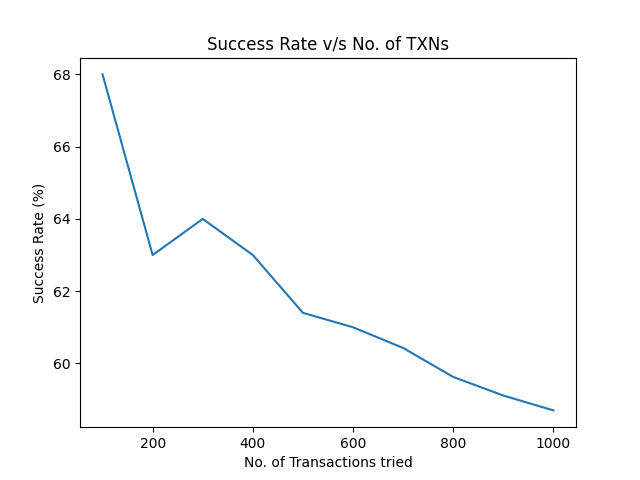 Success Rate v/s No. of TXNs
68
66
64
62
60
Success Rate (%)
200 400 600 800 1000
No. of Transactions tried